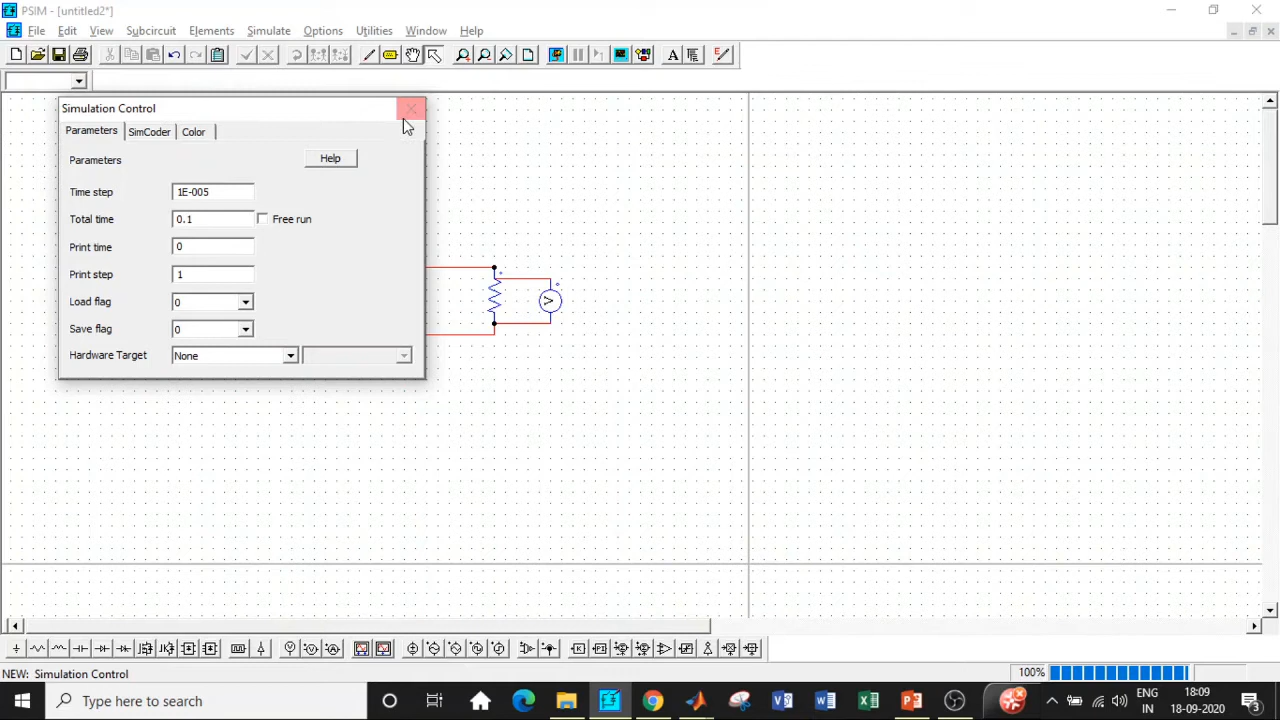 PSIM - [untitled2*]
File Edit View Subcircuit Elements Simulate Options Utilities Window Help
Simulation Control
Parameters SimCoder Color
Parameters Help
Time step 1E-005
Total time 0.1 Free run
Print time 0
Print step 1
Load flag 0
Save flag 0
Hardware Target None
V
NEW: Simulation Control 100%
Type here to search
ENG 18:09
IN 18-09-2020